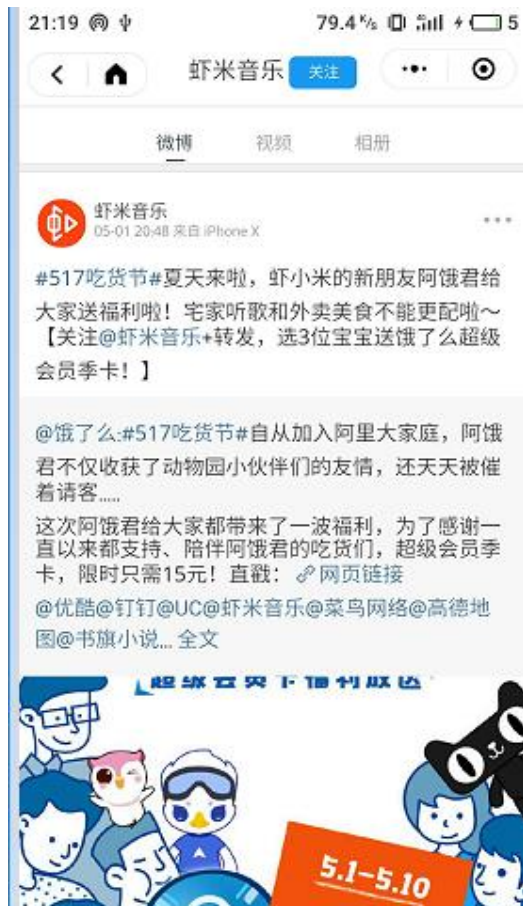 21:19 79.4 K/s 5
虾米音乐 关注
微博 视频 相册
虾米音乐
05-01 20:48 来自 iPhone X
#517吃货节#夏天来啦，虾小米的新朋友阿饿君给
大家送福利啦！宅家听歌和外卖美食不能更配啦～
【关注@虾米音乐+转发，选3位宝宝送饿了么超级
会员季卡！】
@饿了么:#517吃货节#自从加入阿里大家庭，阿饿
君不仅收获了动物园小伙伴们的友情，还天天被催
着请客.....
这次阿饿君给大家都带来了一波福利，为了感谢一
直以来都支持、陪伴阿饿君的吃货们，超级会员季
卡，限时只需15元！直戳：网页链接
@优酷@钉钉@UC@虾米音乐@菜鸟网络@高德地
图@书旗小说... 全文
超级会员卡福利放送
5.1-5.10